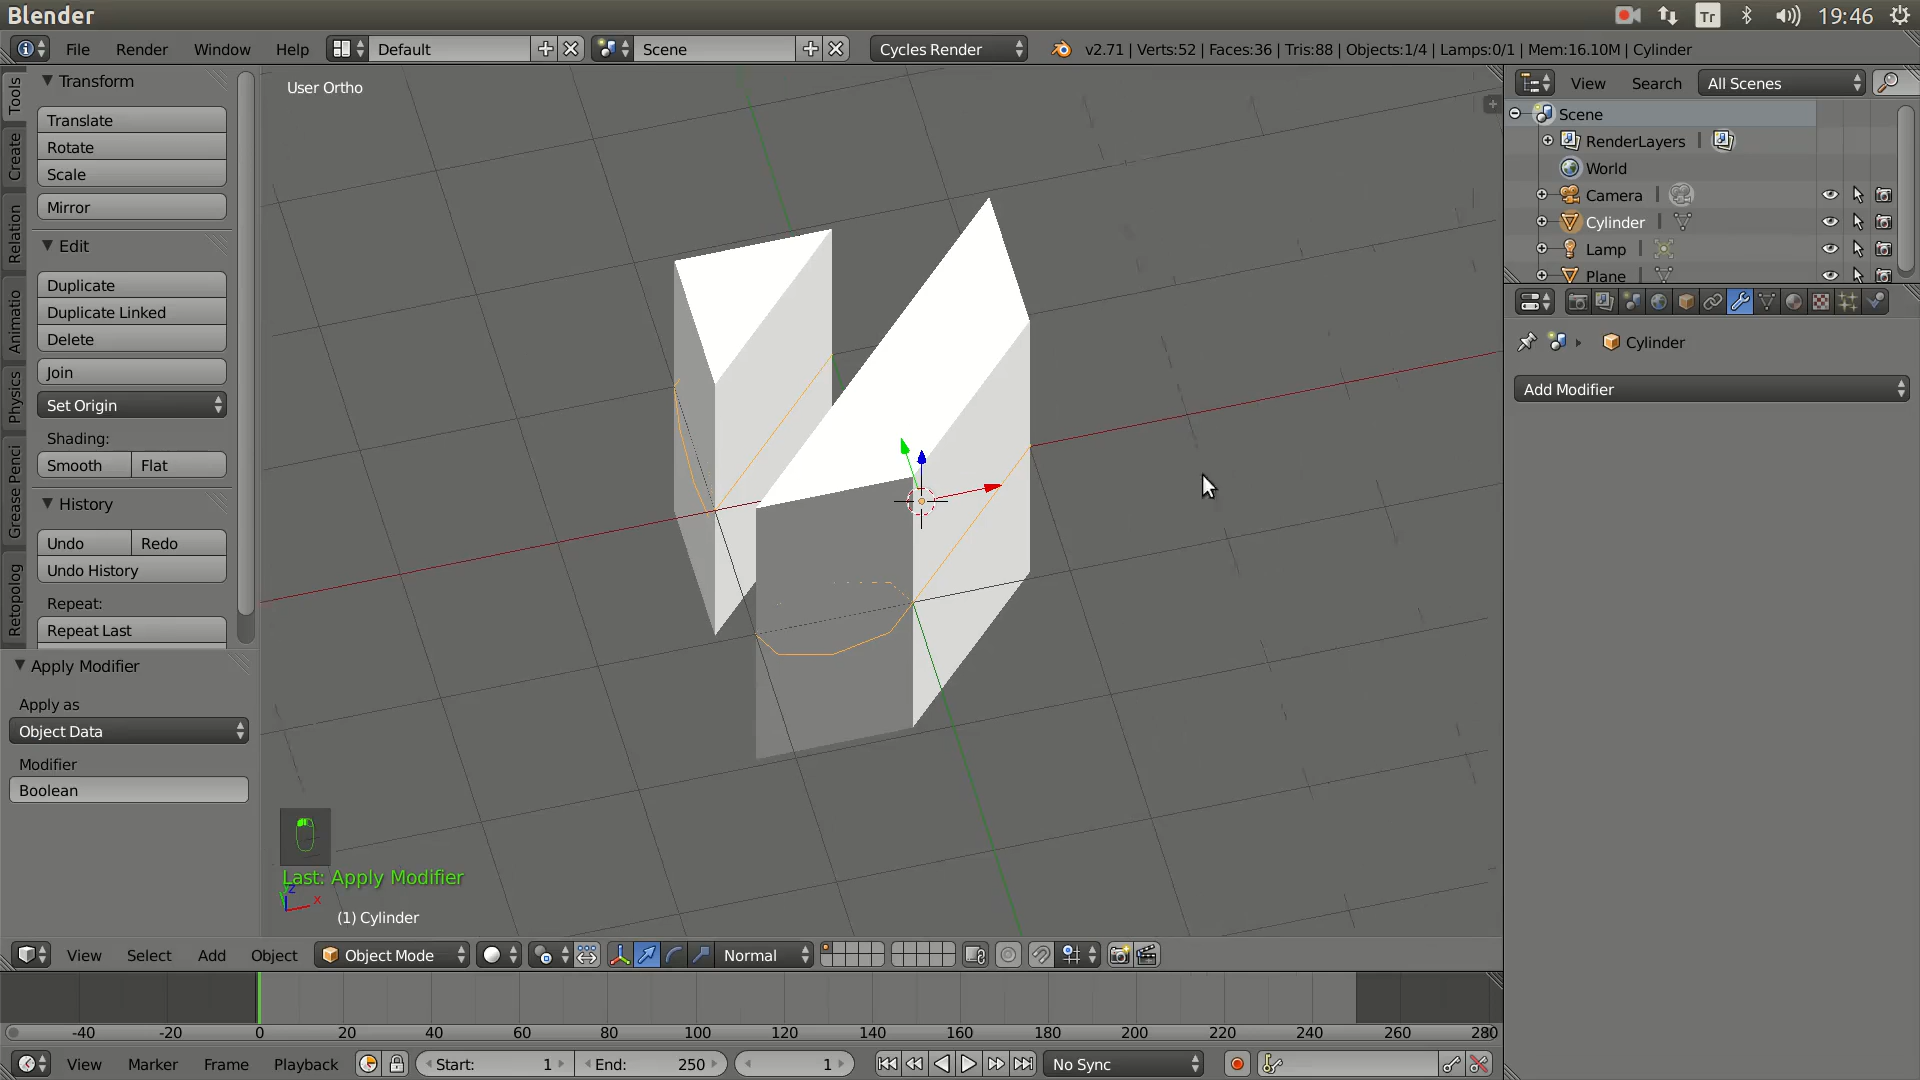 Blender
Tr
19:46
File Render Window Help Default Scene Cycles Render v2.71 | Verts:52 | Faces:36 | Tris:88 | Objects:1/4 | Lamps:0/1 | Mem:16.10M | Cylinder
Tools
Create
Relation
Animatio
Physics
Grease Penci
Retopolog
Transform
Translate
Rotate
Scale
Mirror
Edit
Duplicate
Duplicate Linked
Delete
Join
Set Origin
Shading:
Smooth Flat
History
Undo Redo
Undo History
Repeat:
Repeat Last
Apply Modifier
Apply as
Object Data
Modifier
Boolean
User Ortho
Last: Apply Modifier
z
x
(1) Cylinder
View Search All Scenes
Scene
RenderLayers
World
Camera
Cylinder
Lamp
Plane
Cylinder
Add Modifier
View Select Add Object Object Mode Normal
-40 -20 0 20 40 60 80 100 120 140 160 180 200 220 240 260 280
View Marker Frame Playback Start: 1 End: 250 1 No Sync